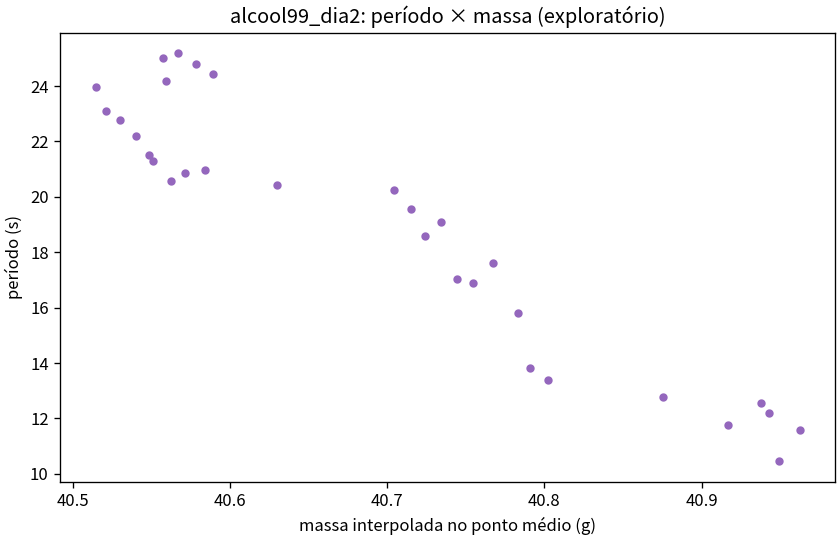 alcool99_dia2: período × massa (exploratório)
período (s)
24
22
20
18
16
14
12
10
40.5 40.6 40.7 40.8 40.9
massa interpolada no ponto médio (g)